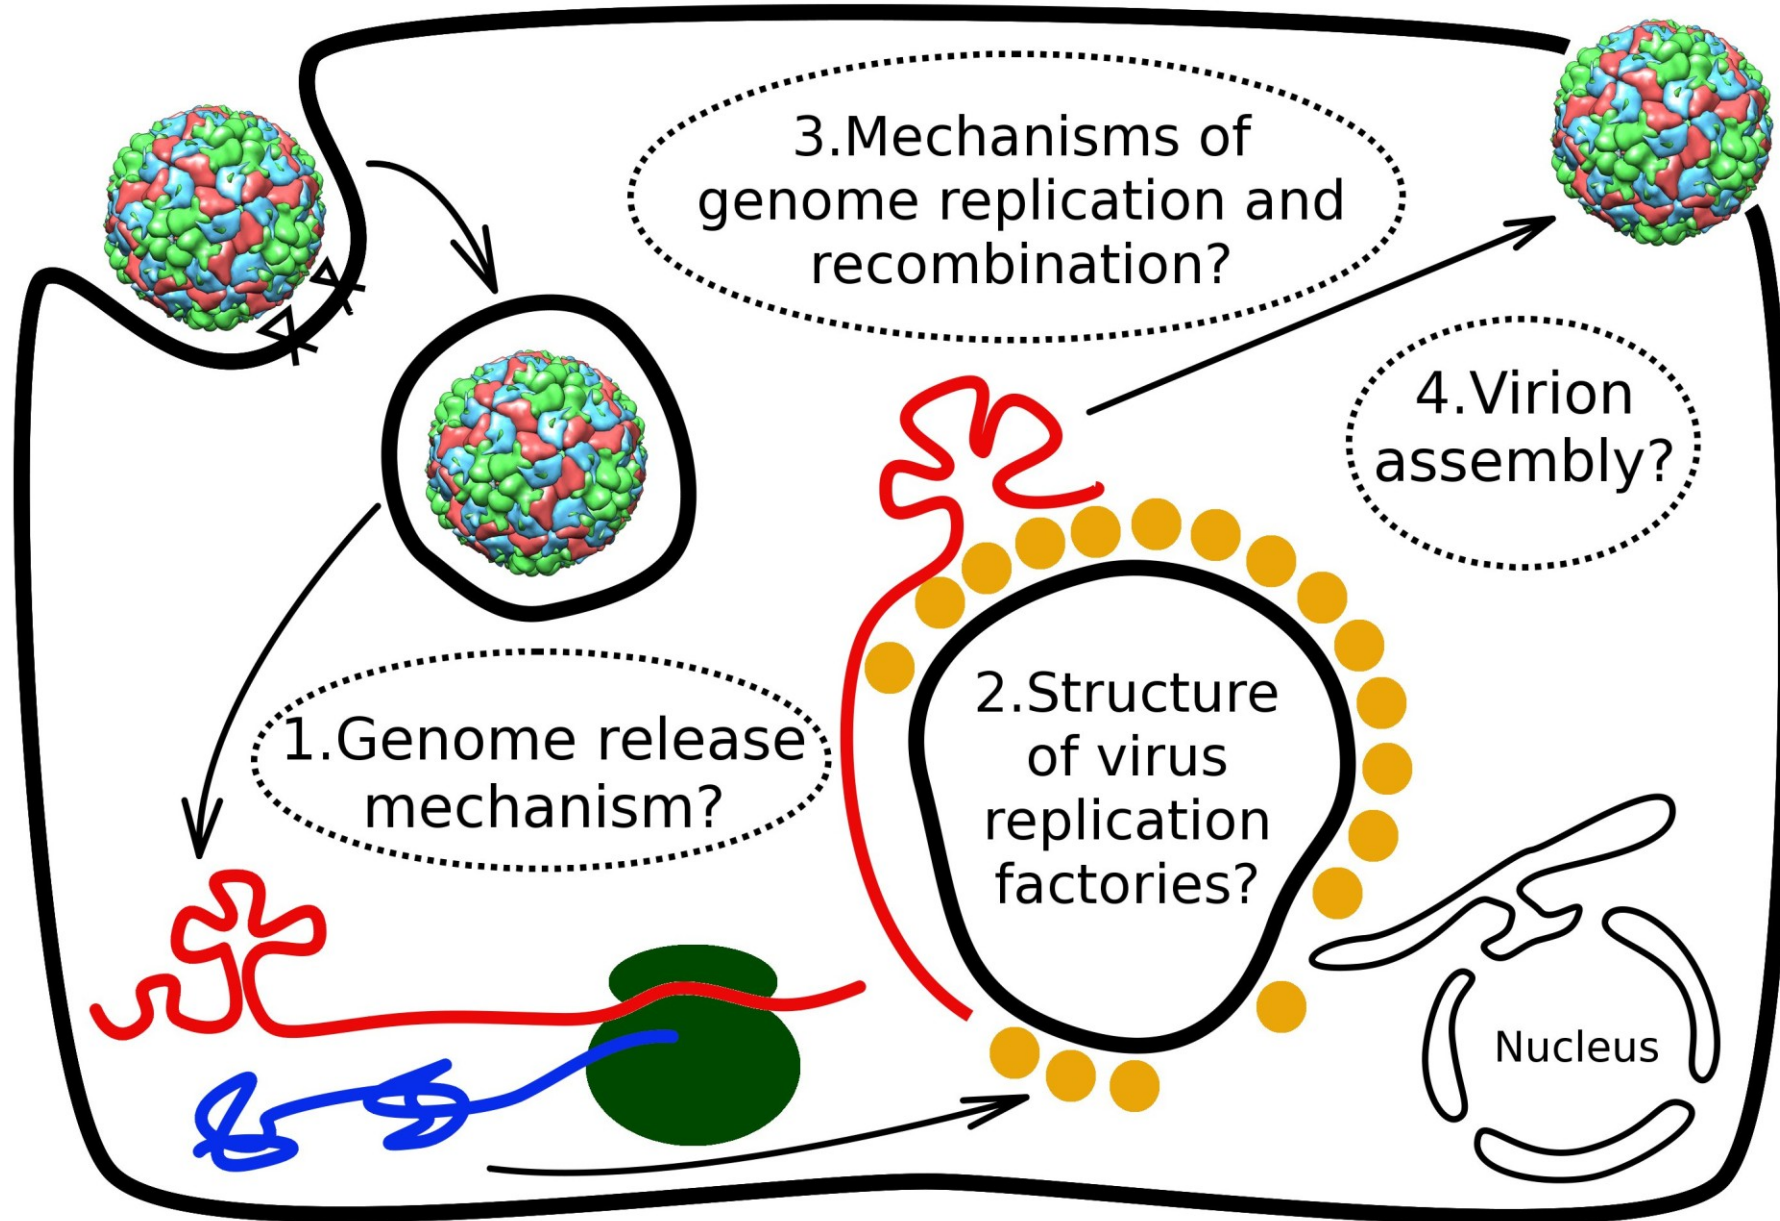 3.Mechanisms of
genome replication and
recombination?
4.Virion
assembly?
1.Genome release
mechanism?
2.Structure
of virus
replication
factories?
Nucleus